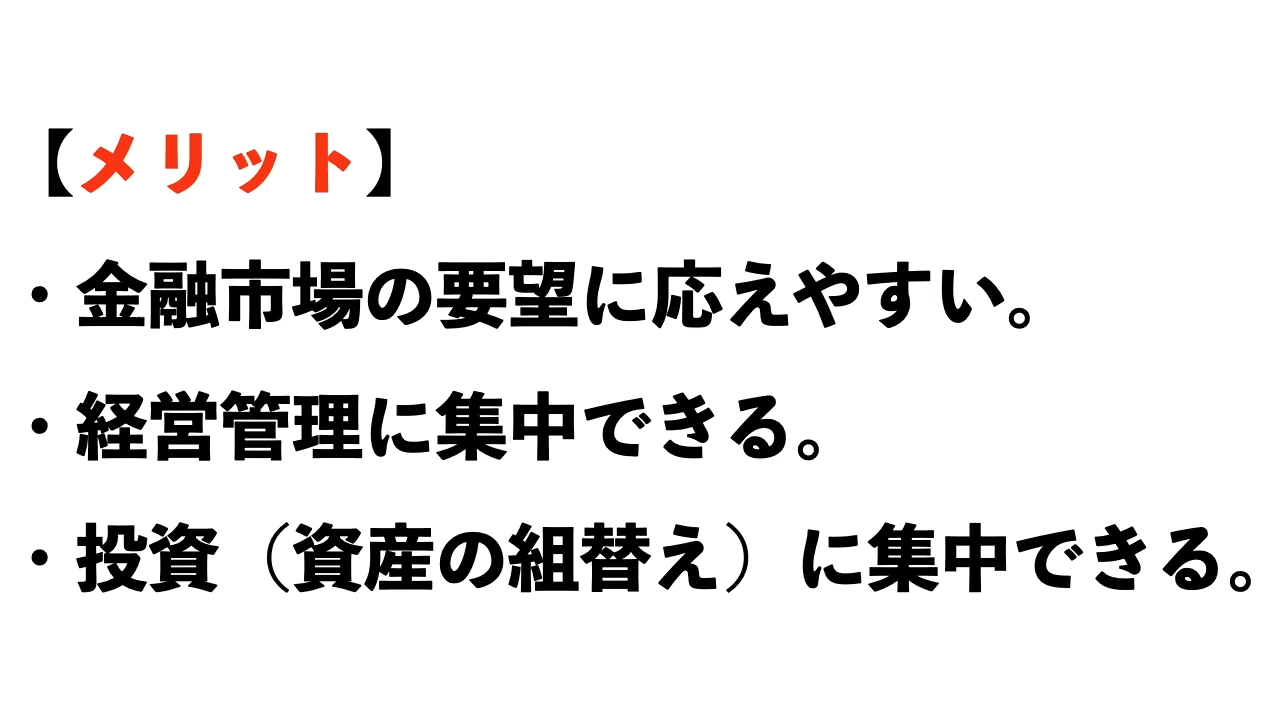 【メリット】
・金融市場の要望に応えやすい。
・経営管理に集中できる。
・投資（資産の組替え）に集中できる。